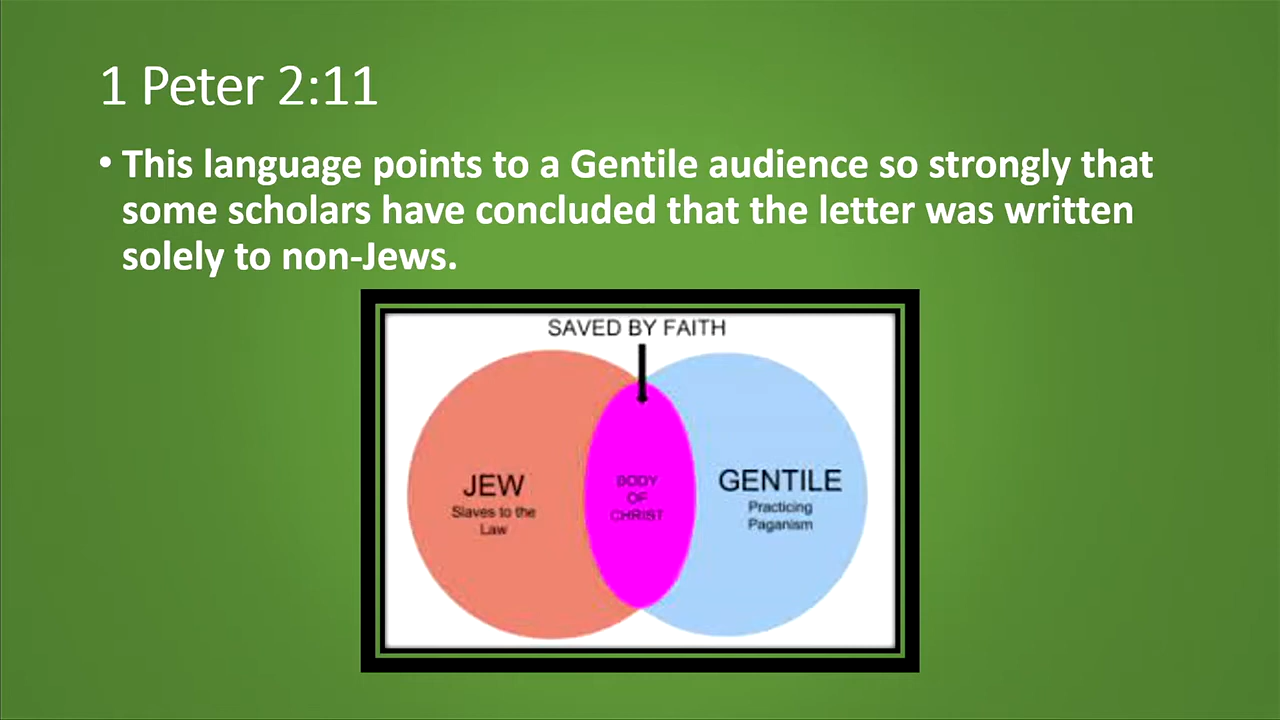 1 Peter 2:11
• This language points to a Gentile audience so strongly that
some scholars have concluded that the letter was written
solely to non-Jews.
SAVED BY FAITH
JEW
Slaves to the
Law
BODY
OF
CHRIST
GENTILE
Practicing
Paganism